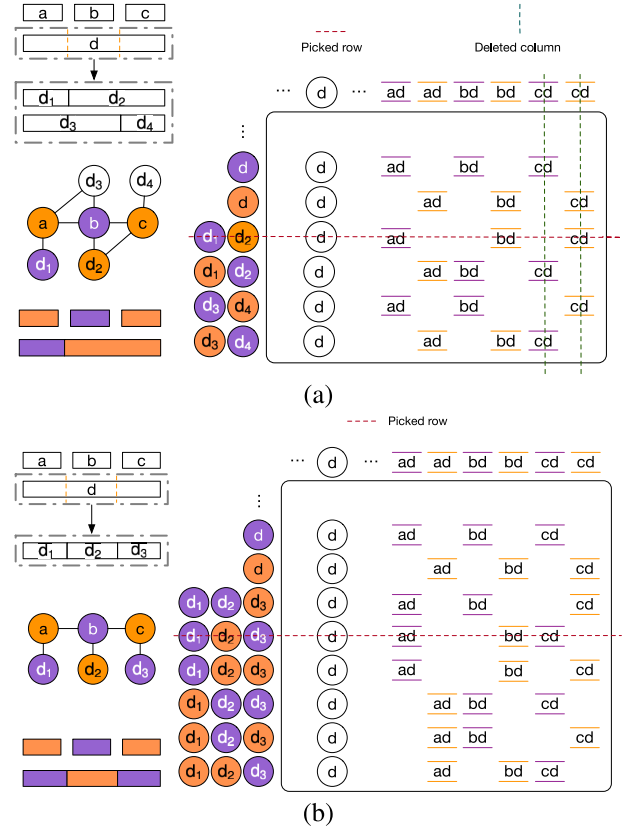 a b c
d
d1 d2
d3 d4
Picked row
Deleted column
... d ... ad ad bd bd cd cd
d3 d4
a b c
d1 d2
⋮
d d ad bd cd
d d ad bd cd
d1 d2 d ad bd cd
d1 d2 d ad bd cd
d3 d4 d ad bd cd
d3 d4 d ad bd cd
(a)
Picked row
a b c
d
d1 d2 d3
... d ... ad ad bd bd cd cd
a b c
d1 d2 d3
⋮
d d ad bd cd
d d ad bd cd
d1 d2 d3 d ad bd cd
d1 d2 d3 d ad bd cd
d1 d2 d3 d ad bd cd
d1 d2 d3 d ad bd cd
d1 d2 d3 d ad bd cd
d1 d2 d3 d ad bd cd
(b)